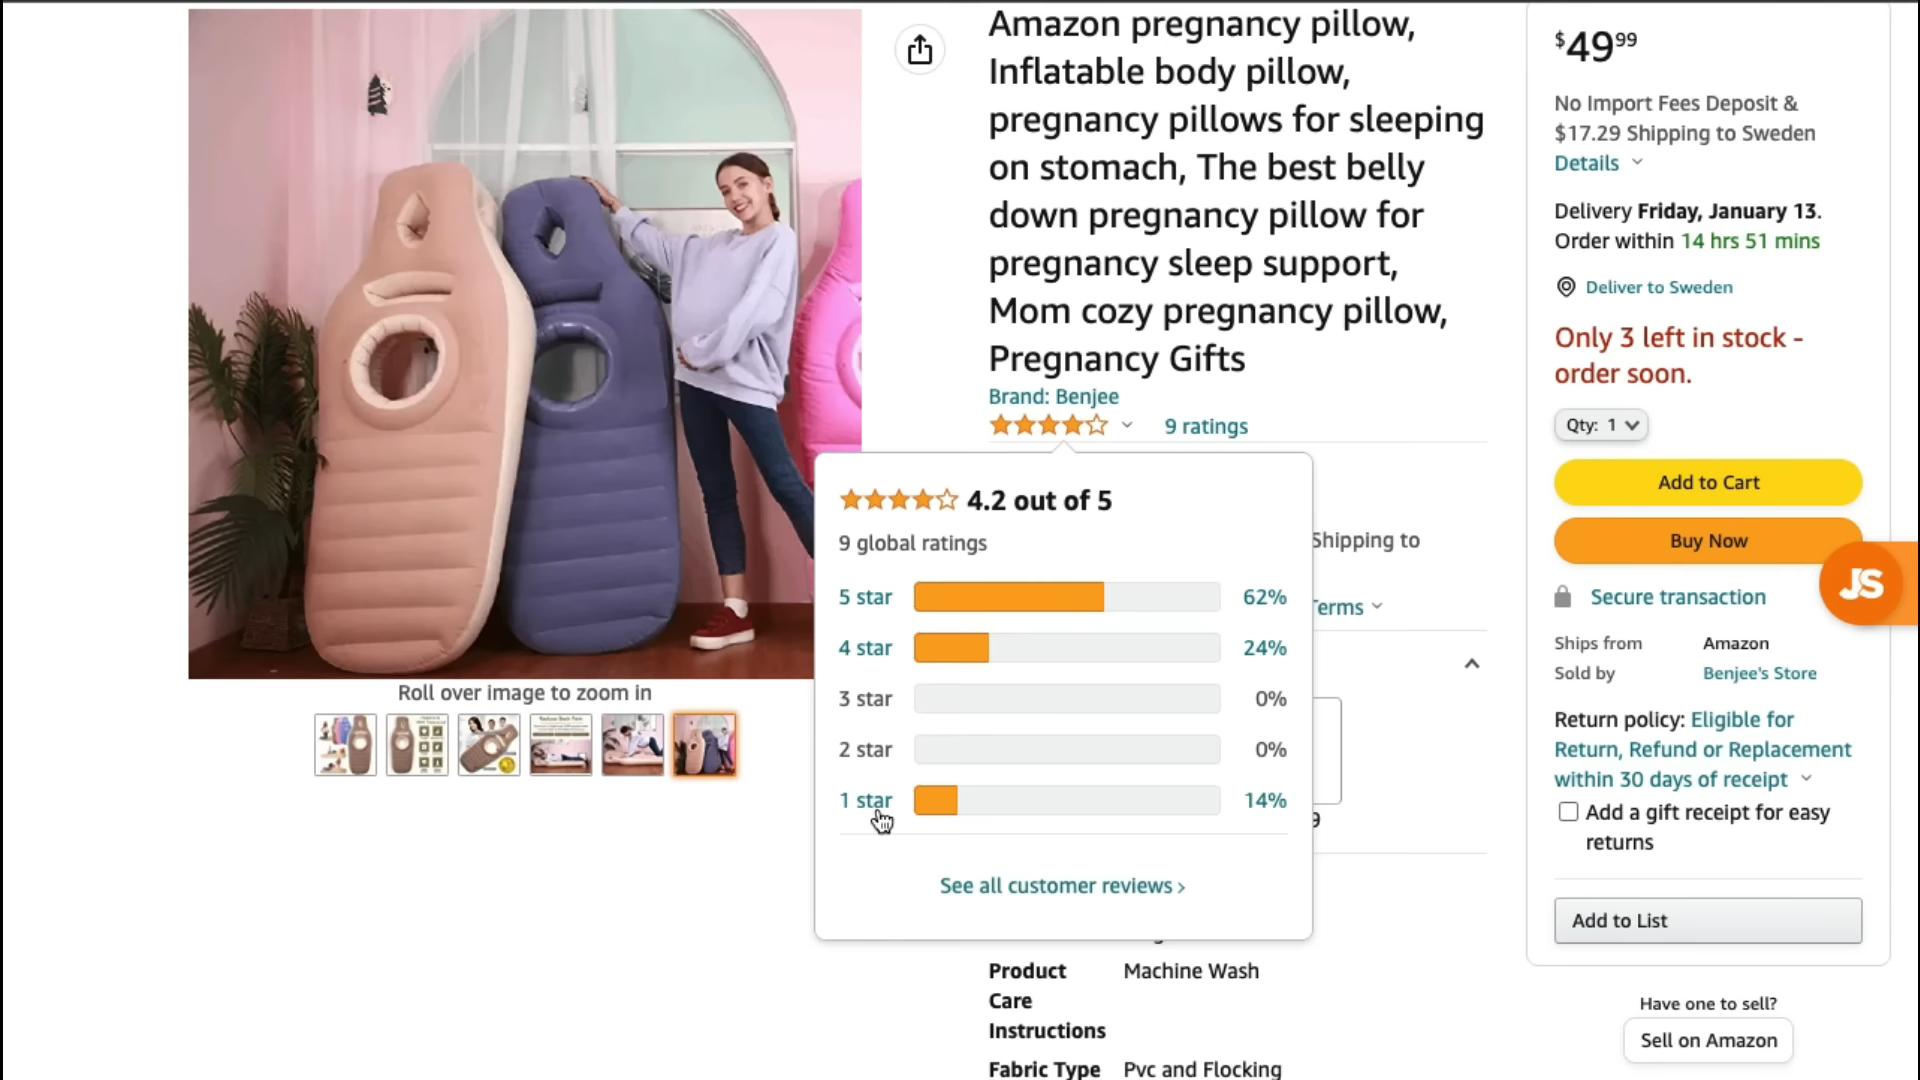 Amazon pregnancy pillow,
Inflatable body pillow,
pregnancy pillows for sleeping
on stomach, The best belly
down pregnancy pillow for
pregnancy sleep support,
Mom cozy pregnancy pillow,
Pregnancy Gifts
Brand: Benjee
9 ratings
4.2 out of 5
9 global ratings
5 star 62%
4 star 24%
3 star 0%
2 star 0%
1 star 14%
See all customer reviews ›
Shipping to
Terms
Product Care Instructions Machine Wash
Fabric Type Pvc and Flocking
Roll over image to zoom in
$49.99
No Import Fees Deposit &
$17.29 Shipping to Sweden
Details
Delivery Friday, January 13.
Order within 14 hrs 51 mins
Deliver to Sweden
Only 3 left in stock -
order soon.
Qty: 1
Add to Cart
Buy Now
JS
Secure transaction
Ships from Amazon
Sold by Benjee's Store
Return policy: Eligible for
Return, Refund or Replacement
within 30 days of receipt
Add a gift receipt for easy
returns
Add to List
Have one to sell?
Sell on Amazon